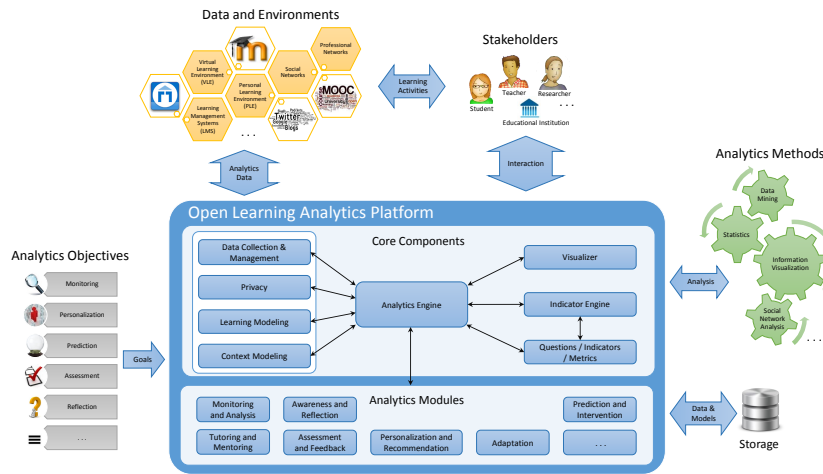 Data and Environments
Stakeholders
Virtual
Learning
Environment
(VLE)
Personal
Learning
Environment
(PLE)
Social
Networks
Professional
Networks
Learning
Management
Systems
(LMS)
MOOC
University
Twitter
Blogs
. . .
Learning
Activities
Student
Teacher
Researcher
. . .
Educational Institution
Analytics
Data
Interaction
Analytics Methods
Data
Mining
Statistics
Information
Visualization
Social
Network
Analysis
. . .
Analytics Objectives
Monitoring
Personalization
Prediction
Assessment
Reflection
. . .
Goals
Open Learning Analytics Platform
Core Components
Data Collection &
Management
Privacy
Learning Modeling
Context Modeling
Analytics Engine
Visualizer
Indicator Engine
Questions / Indicators
/ Metrics
Analysis
Analytics Modules
Monitoring
and Analysis
Awareness and
Reflection
Prediction and
Intervention
Tutoring and
Mentoring
Assessment
and Feedback
Personalization and
Recommendation
Adaptation
. . .
Data &
Models
Storage